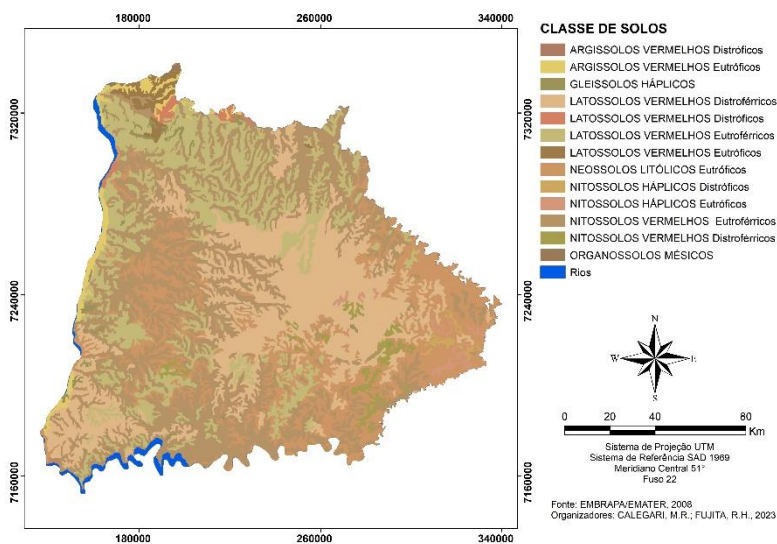 180000 260000 340000
7320000
7320000
7240000
7240000
7160000
7160000
180000 260000 340000
CLASSE DE SOLOS
ARGISSOLOS VERMELHOS Distróficos
ARGISSOLOS VERMELHOS Eutróficos
GLEISSOLOS HÁPLICOS
LATOSSOLOS VERMELHOS Distroférricos
LATOSSOLOS VERMELHOS Distróficos
LATOSSOLOS VERMELHOS Eutroférricos
LATOSSOLOS VERMELHOS Eutróficos
NEOSSOLOS LITÓLICOS Eutróficos
NITOSSOLOS HÁPLICOS Distróficos
NITOSSOLOS HÁPLICOS Eutróficos
NITOSSOLOS VERMELHOS Eutroférricos
NITOSSOLOS VERMELHOS Distroférricos
ORGANOSSOLOS MÉSICOS
Rios
N
W E
S
0 20 40 60
Km
Sistema de Projeção UTM
Sistema de Referência SAD 1969
Meridiano Central 51°
Fuso 22
Fonte: EMBRAPA/EMATER, 2008
Organizadores: CALEGARI, M.R.; FUJITA, R.H., 2023